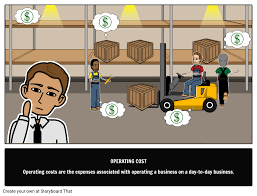 $
$
$
$
$
OPERATING COST
Operating costs are the expenses associated with operating a business on a day-to-day business.
Create your own at Storyboard That